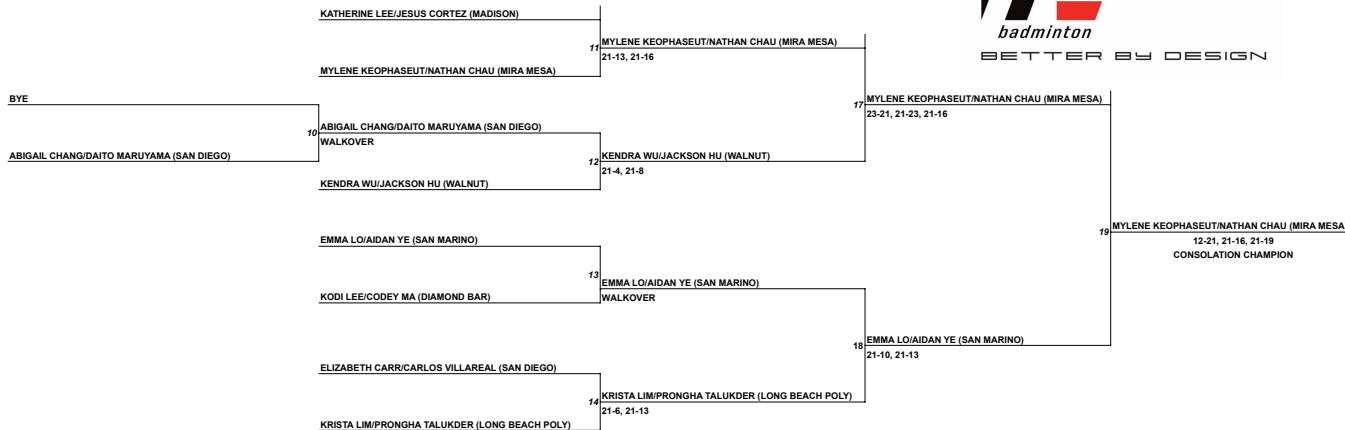 KATHERINE LEE/JESUS CORTEZ (MADISON)
badminton
BETTER BY DESIGN
11 MYLENE KEOPHASEUT/NATHAN CHAU (MIRA MESA)
21-13, 21-16
MYLENE KEOPHASEUT/NATHAN CHAU (MIRA MESA)
BYE
17 MYLENE KEOPHASEUT/NATHAN CHAU (MIRA MESA)
23-21, 21-23, 21-16
10 ABIGAIL CHANG/DAITO MARUYAMA (SAN DIEGO)
WALKOVER
ABIGAIL CHANG/DAITO MARUYAMA (SAN DIEGO)
12 KENDRA WU/JACKSON HU (WALNUT)
21-4, 21-8
KENDRA WU/JACKSON HU (WALNUT)
19 MYLENE KEOPHASEUT/NATHAN CHAU (MIRA MESA
12-21, 21-16, 21-19
CONSOLATION CHAMPION
EMMA LO/AIDAN YE (SAN MARINO)
13 EMMA LO/AIDAN YE (SAN MARINO)
WALKOVER
KODI LEE/CODEY MA (DIAMOND BAR)
18 EMMA LO/AIDAN YE (SAN MARINO)
21-10, 21-13
ELIZABETH CARR/CARLOS VILLAREAL (SAN DIEGO)
14 KRISTA LIM/PRONGHA TALUKDER (LONG BEACH POLY)
21-6, 21-13
KRISTA LIM/PRONGHA TALUKDER (LONG BEACH POLY)